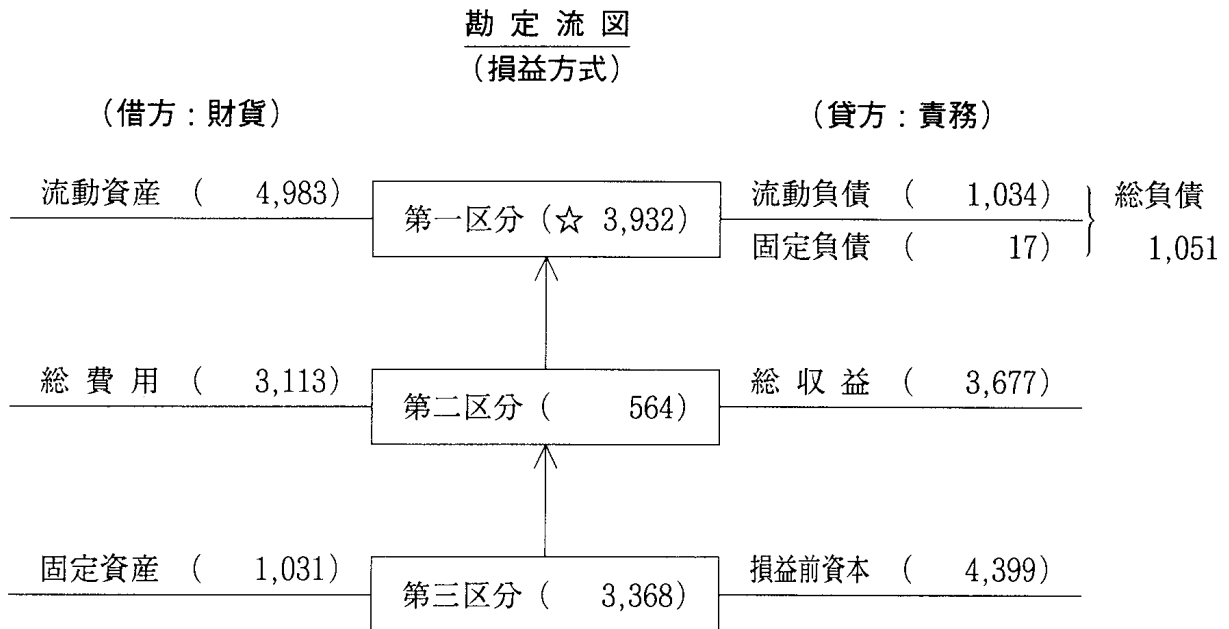 勘定流図
(損益方式)
(借方:財貨) (貸方:責務)
流動資産 ( 4,983) 第一区分 (☆ 3,932) 流動負債 ( 1,034) 総負債
固定負債 ( 17) 1,051
総費用 ( 3,113) 第二区分 ( 564) 総収益 ( 3,677)
固定資産 ( 1,031) 第三区分 ( 3,368) 損益前資本 ( 4,399)